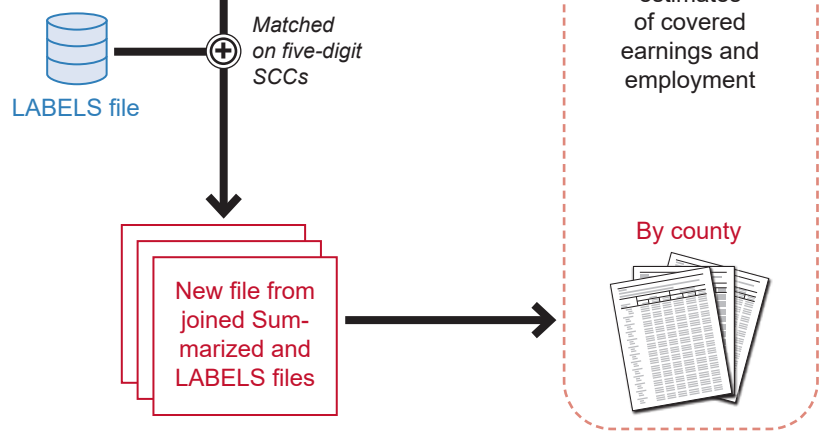 Matched
on five-digit
SCCs
LABELS file
estimates
of covered
earnings and
employment
By county
New file from
joined Sum-
marized and
LABELS files